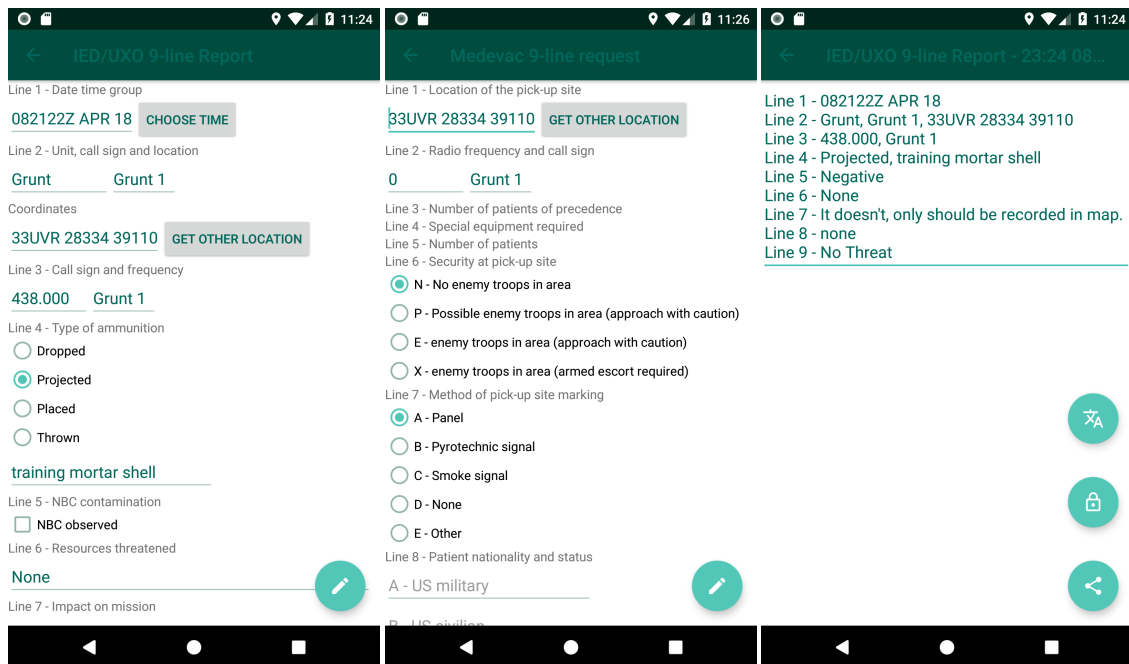 11:24
IED/UXO 9-line Report
Line 1 - Date time group
082122Z APR 18 CHOOSE TIME
Line 2 - Unit, call sign and location
Grunt Grunt 1
Coordinates
33UVR 28334 39110 GET OTHER LOCATION
Line 3 - Call sign and frequency
438.000 Grunt 1
Line 4 - Type of ammunition
Dropped
Projected
Placed
Thrown
training mortar shell
Line 5 - NBC contamination
NBC observed
Line 6 - Resources threatened
None
Line 7 - Impact on mission
11:26
Medevac 9-line request
Line 1 - Location of the pick-up site
33UVR 28334 39110 GET OTHER LOCATION
Line 2 - Radio frequency and call sign
0 Grunt 1
Line 3 - Number of patients of precedence
Line 4 - Special equipment required
Line 5 - Number of patients
Line 6 - Security at pick-up site
N - No enemy troops in area
P - Possible enemy troops in area (approach with caution)
E - enemy troops in area (approach with caution)
X - enemy troops in area (armed escort required)
Line 7 - Method of pick-up site marking
A - Panel
B - Pyrotechnic signal
C - Smoke signal
D - None
E - Other
Line 8 - Patient nationality and status
A - US military
B - US civilian
11:24
IED/UXO 9-line Report - 23:24 08...
Line 1 - 082122Z APR 18
Line 2 - Grunt, Grunt 1, 33UVR 28334 39110
Line 3 - 438.000, Grunt 1
Line 4 - Projected, training mortar shell
Line 5 - Negative
Line 6 - None
Line 7 - It doesn't, only should be recorded in map.
Line 8 - none
Line 9 - No Threat